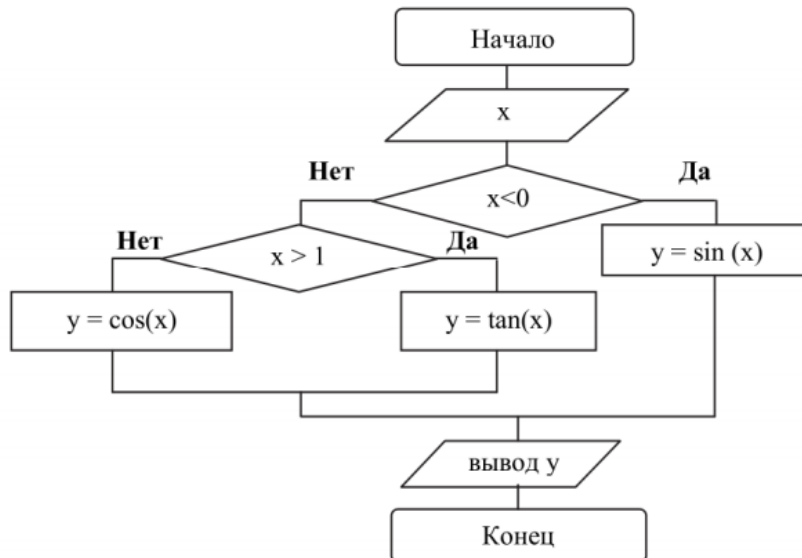 Начало
x
Нет
Да
x<0
Нет
Да
x > 1
y = sin (x)
y = cos(x)
y = tan(x)
вывод y
Конец